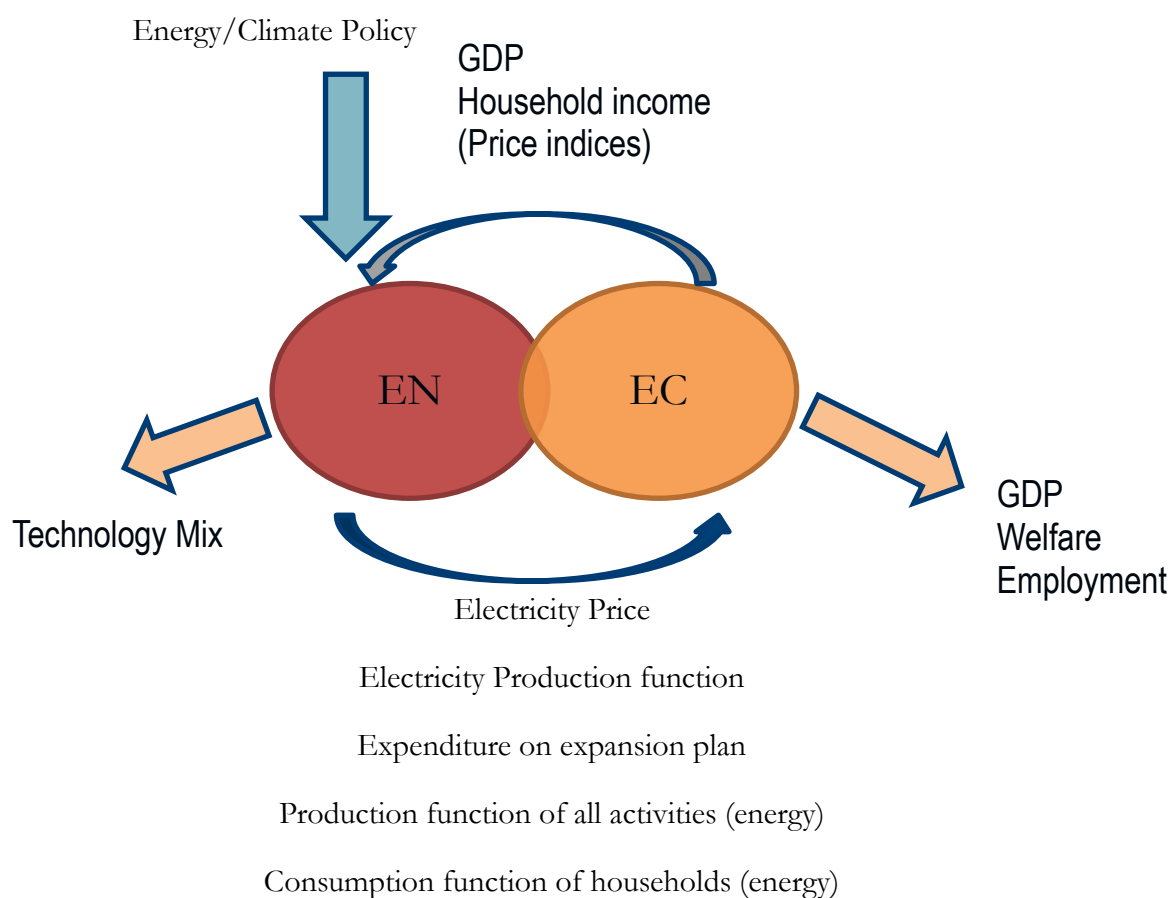 Energy/Climate Policy
GDP
Household income
(Price indices)
EN
EC
Technology Mix
GDP
Welfare
Employment
Electricity Price
Electricity Production function
Expenditure on expansion plan
Production function of all activities (energy)
Consumption function of households (energy)